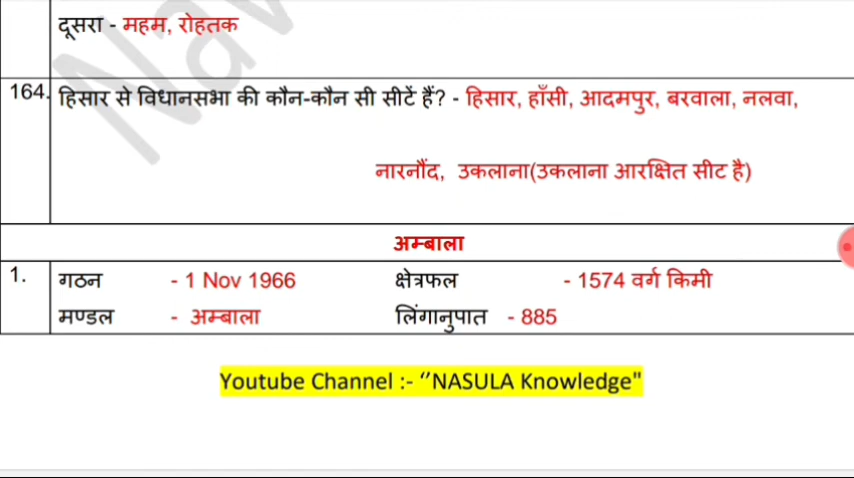 दूसरा - महम, रोहतक
164. हिसार से विधानसभा की कौन-कौन सी सीटें हैं? - हिसार, हाँसी, आदमपुर, बरवाला, नलवा,
नारनौंद, उकलाना(उकलाना आरक्षित सीट है)
अम्बाला
1. गठन - 1 Nov 1966 क्षेत्रफल - 1574 वर्ग किमी
मण्डल - अम्बाला लिंगानुपात - 885
Youtube Channel :- “NASULA Knowledge"